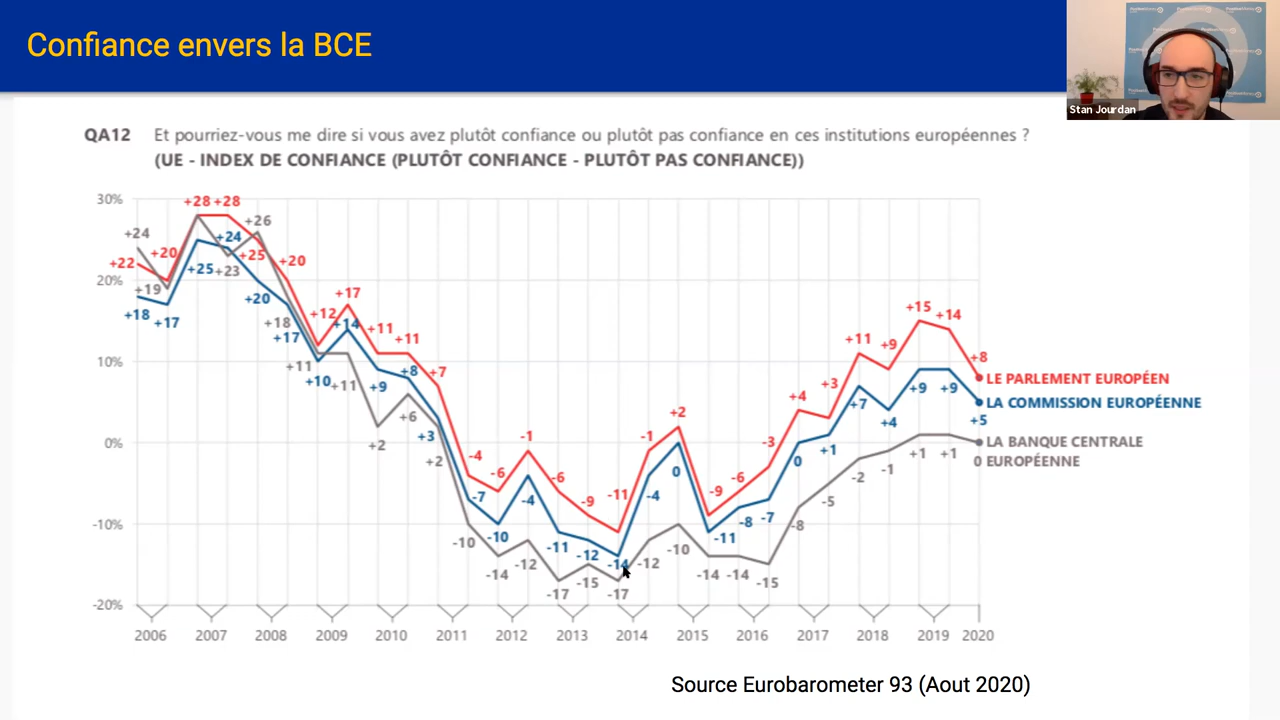 Confiance envers la BCE
Stan Jourdan
QA12 Et pourriez-vous me dire si vous avez plutôt confiance ou plutôt pas confiance en ces institutions européennes ?
(UE - INDEX DE CONFIANCE (PLUTÔT CONFIANCE - PLUTÔT PAS CONFIANCE))
30%
20%
10%
0%
-10%
-20%
+22 +20 +28 +28 +25 +20 +12 +17 +11 +11 +7 -4 -6 -1 -6 -9 -11 -1 +2 -9 -6 -3 +4 +3 +11 +9 +15 +14 +8
LE PARLEMENT EUROPÉEN
+18 +17 +25 +24 +20 +17 +10 +14 +9 +8 +3 -7 -10 -4 -11 -12 -14 -4 0 -11 -8 -7 0 +1 +7 +4 +9 +9 +5
LA COMMISSION EUROPÉENNE
+24 +19 +23 +26 +18 +11 +11 +2 +6 +2 -10 -14 -12 -17 -15 -17 -12 -10 -14 -14 -15 -8 -5 -2 -1 +1 +1 0
LA BANQUE CENTRALE
EUROPÉENNE
2006 2007 2008 2009 2010 2011 2012 2013 2014 2015 2016 2017 2018 2019 2020
Source Eurobarometer 93 (Aout 2020)